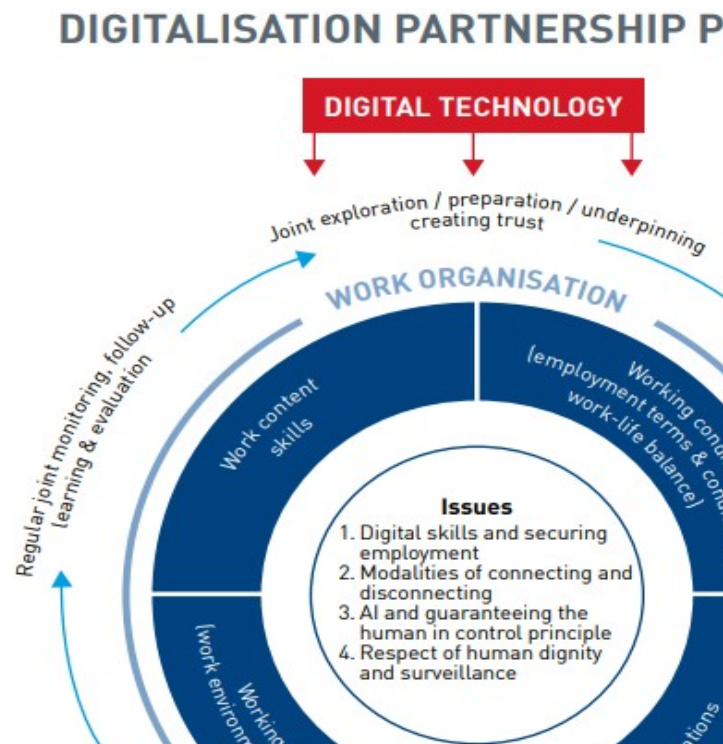 DIGITALISATION PARTNERSHIP P
DIGITAL TECHNOLOGY
Joint exploration / preparation / underpinning
creating trust
WORK ORGANISATION
Regular joint monitoring, follow-up
learning & evaluation
Work content
skills
Working
(employment terms &
work-life balance)
Issues
1. Digital skills and securing
employment
2. Modalities of connecting and
disconnecting
3. AI and guaranteeing the
human in control principle
4. Respect of human dignity
and surveillance
Working
(work